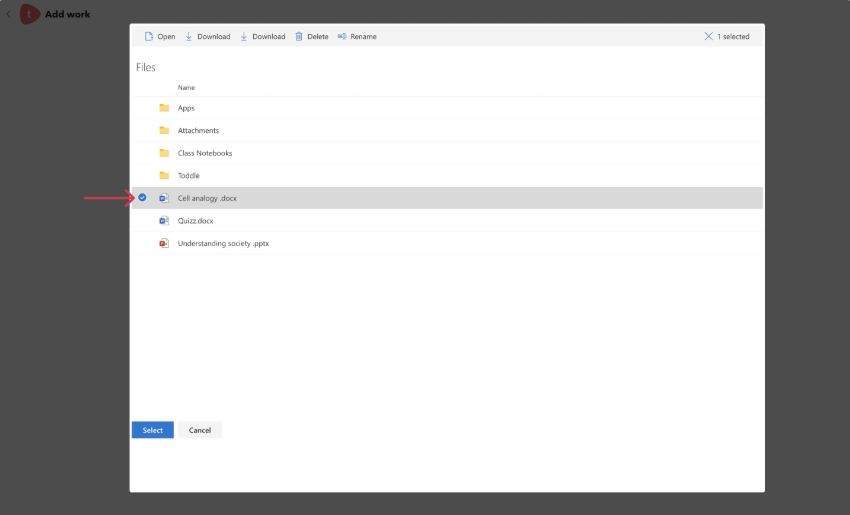 t Add work
Open Download Download Delete Rename 1 selected
Files
Name
Apps
Attachments
Class Notebooks
Toddle
Cell analogy .docx
Quizz.docx
Understanding society .pptx
Select Cancel